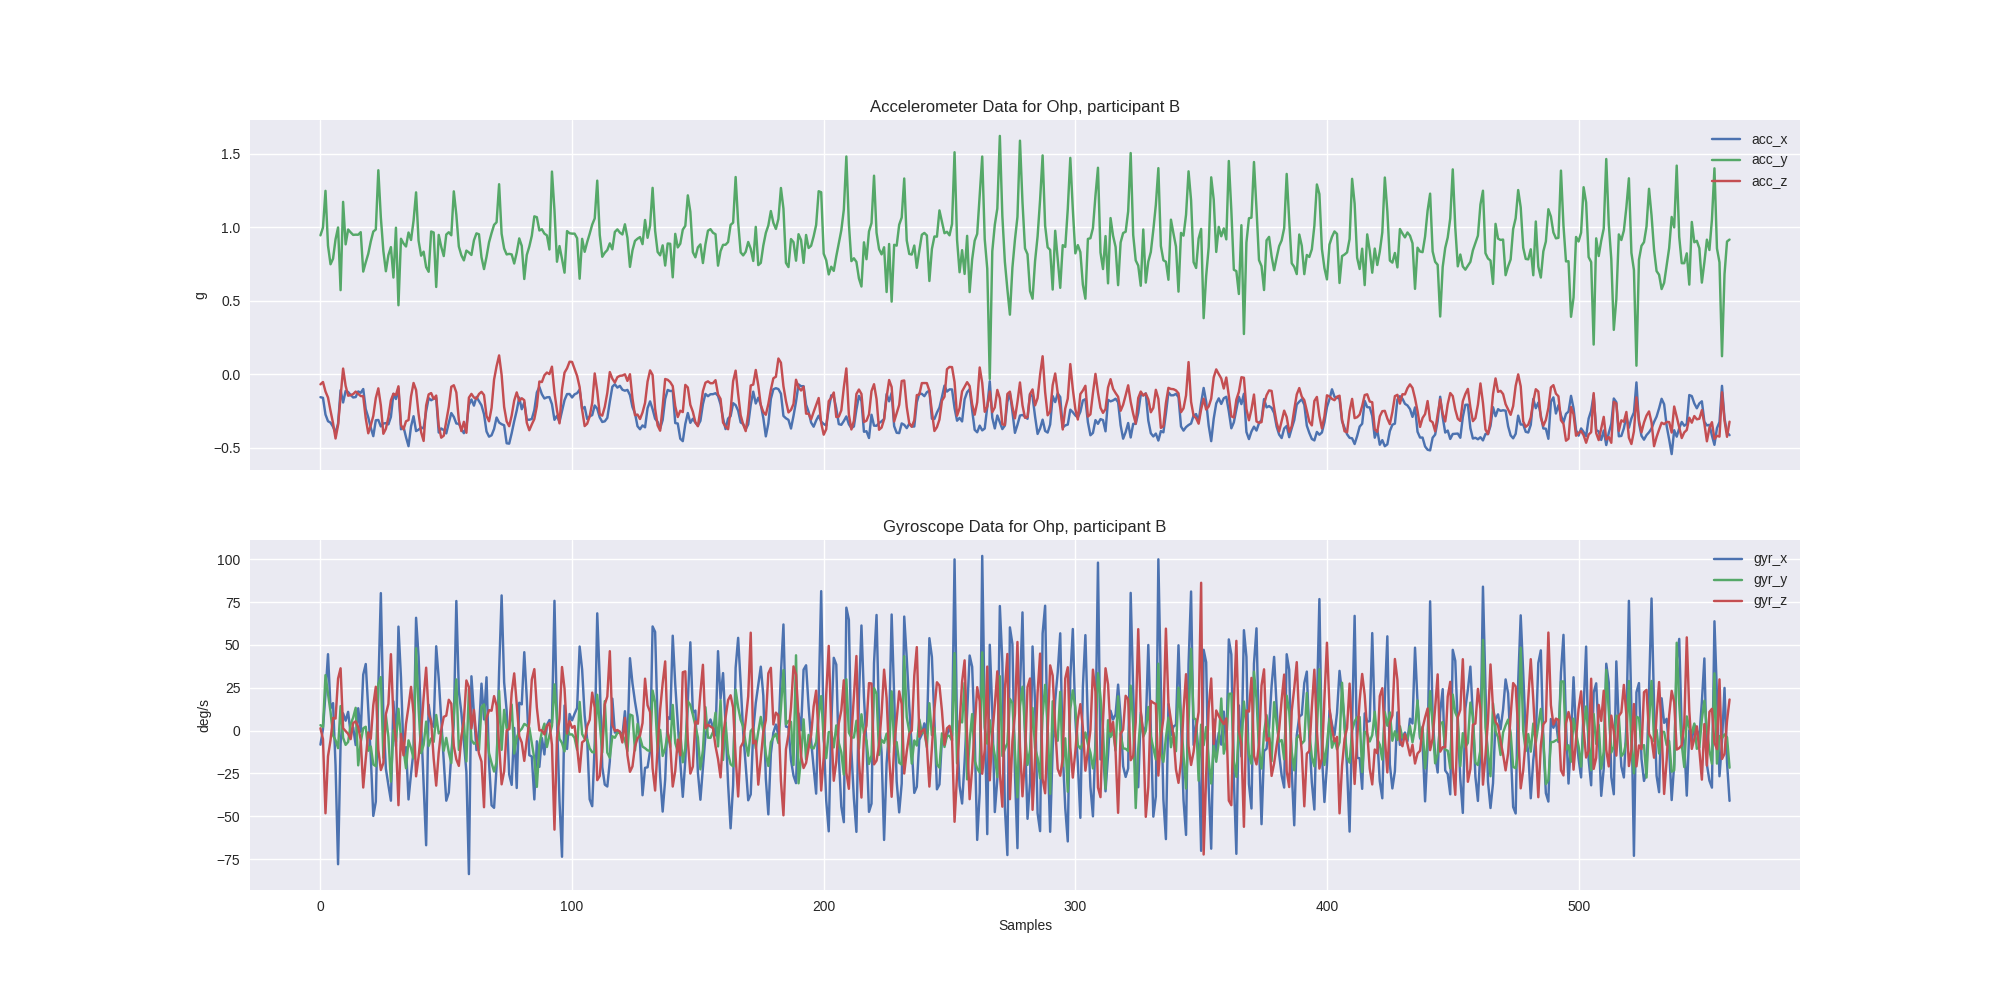 Accelerometer Data for Ohp, participant B
1.5
1.0
0.5
0.0
−0.5
g
acc_x
acc_y
acc_z
Gyroscope Data for Ohp, participant B
100
75
50
25
0
−25
−50
−75
deg/s
gyr_x
gyr_y
gyr_z
0 100 200 300 400 500
Samples